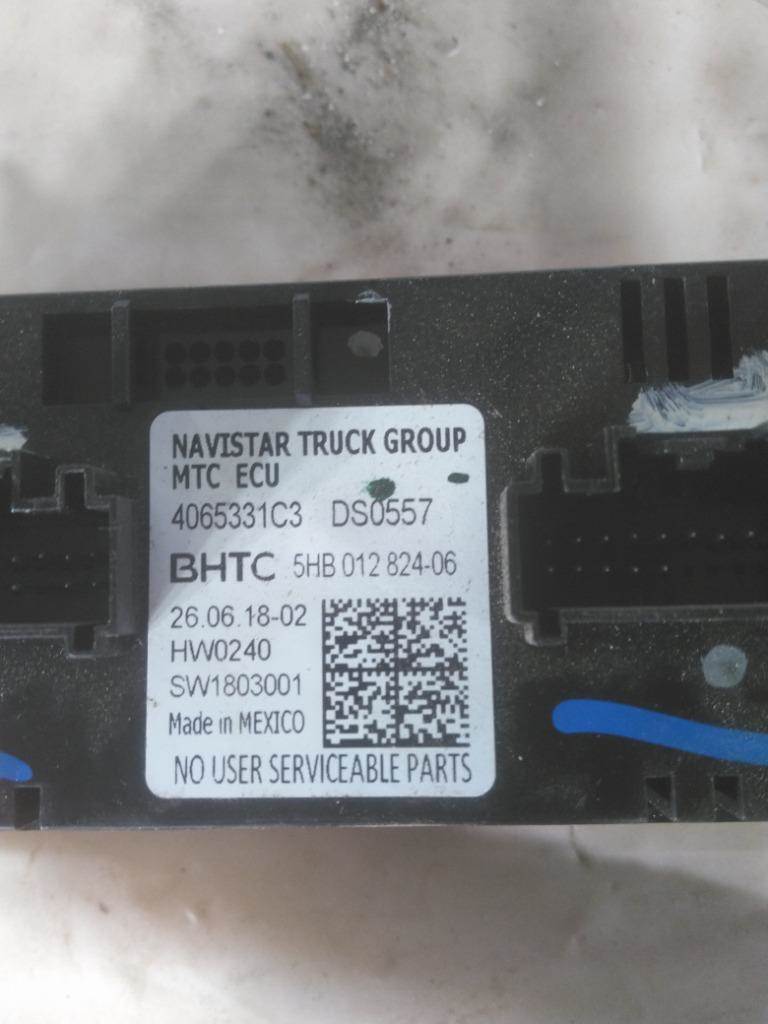 NAVISTAR TRUCK GROUP
MTC ECU
4065331C3 DS0557
BHTC 5HB 012 824-06
26.06.18-02
HW0240
SW1803001
Made in MEXICO
NO USER SERVICEABLE PARTS